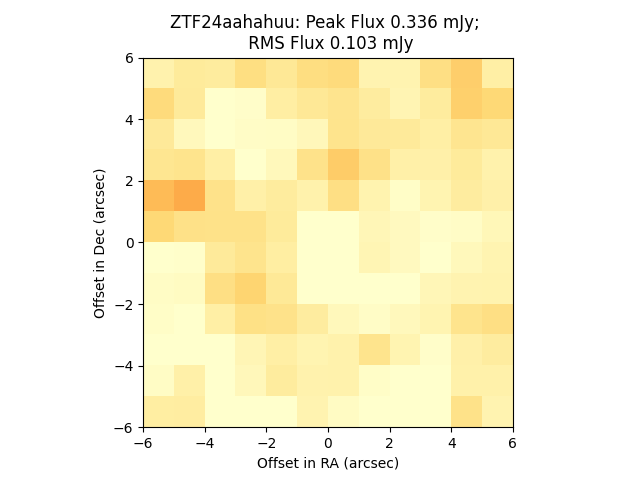 ZTF24aahahuu: Peak Flux 0.336 mJy;
RMS Flux 0.103 mJy
6
4
2
0
−2
−4
−6
Offset in Dec (arcsec)
−6 −4 −2 0 2 4 6
Offset in RA (arcsec)